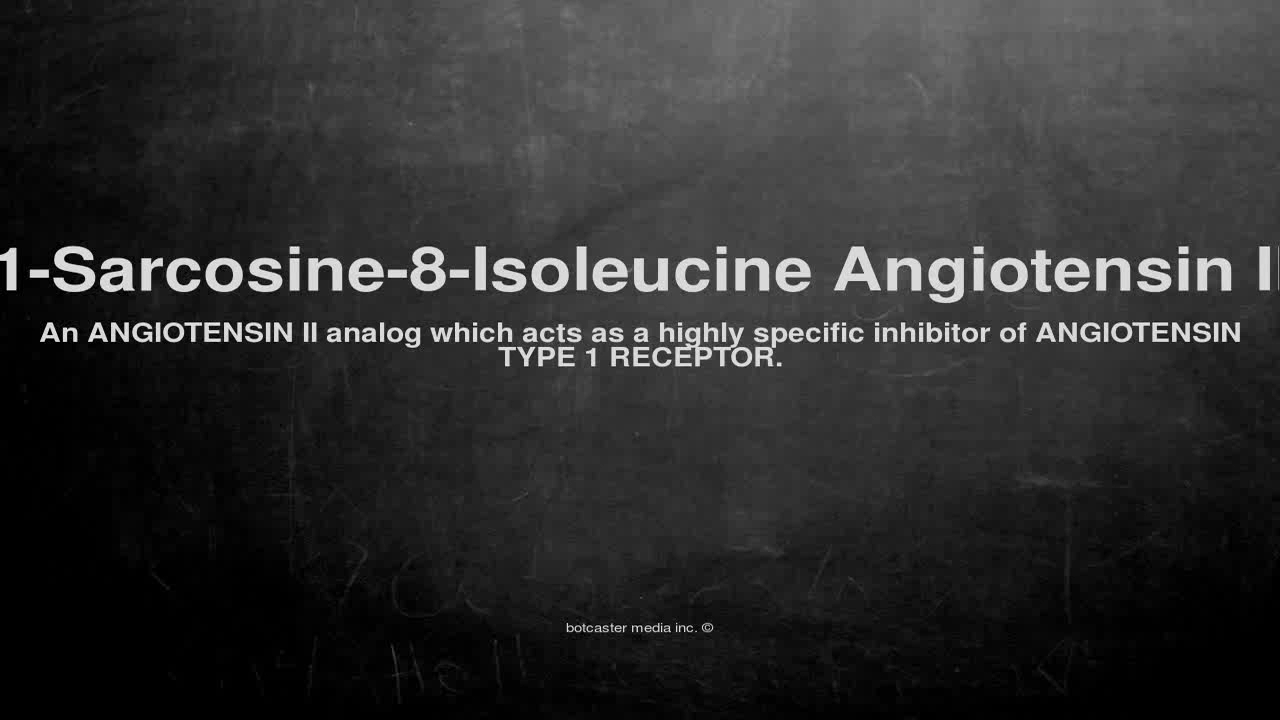 1-Sarcosine-8-Isoleucine Angiotensin II
An ANGIOTENSIN II analog which acts as a highly specific inhibitor of ANGIOTENSIN
TYPE 1 RECEPTOR.
botcaster media inc. ©